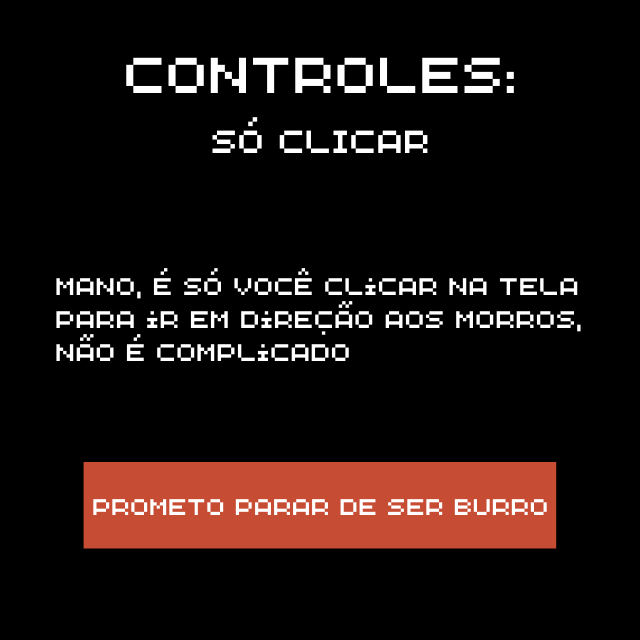 CONTROLES:
SÓ CLICAR
MANO, É SÓ VOCÊ CLiCAR NA TELA
PARA iR EM DiREÇÃO AOS MORROS,
NÃO É COMPLiCADO
PROMETO PARAR DE SER BURRO